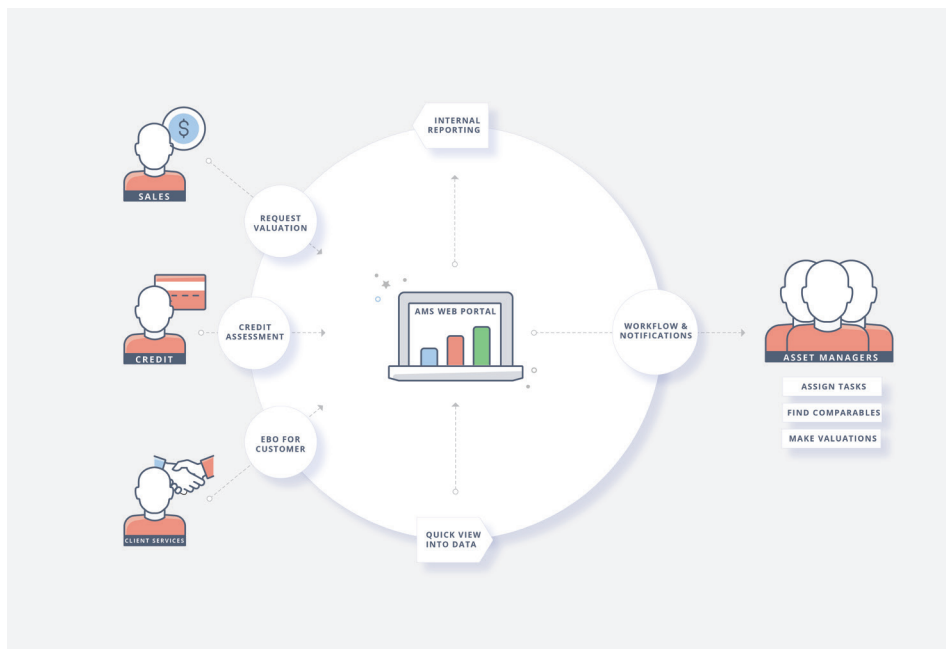 INTERNAL
REPORTING
$
SALES
REQUEST
VALUATION
AMS WEB PORTAL
CREDIT
ASSESSMENT
CREDIT
WORKFLOW &
NOTIFICATIONS
ASSET MANAGERS
ASSIGN TASKS
FIND COMPARABLES
MAKE VALUATIONS
EBO FOR
CUSTOMER
CLIENT SERVICES
QUICK VIEW
INTO DATA